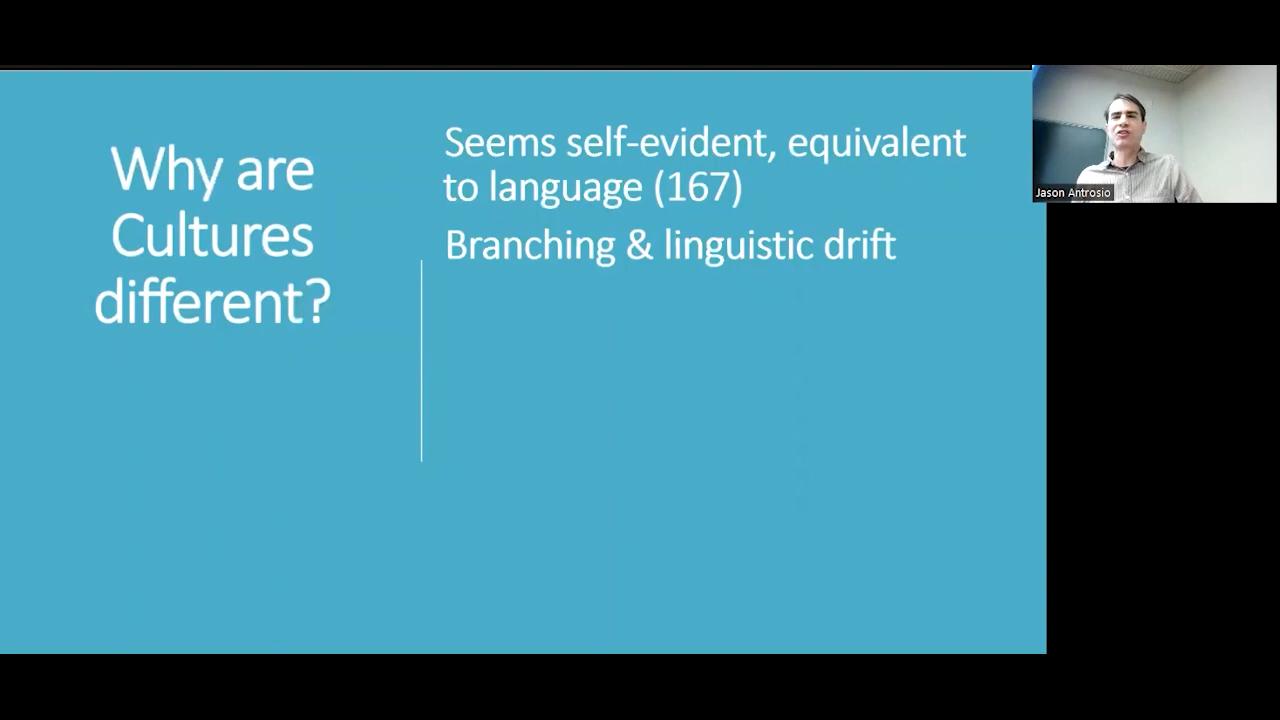 Why are
Cultures
different?
Seems self-evident, equivalent
to language (167)
Branching & linguistic drift
Jason Antrosio